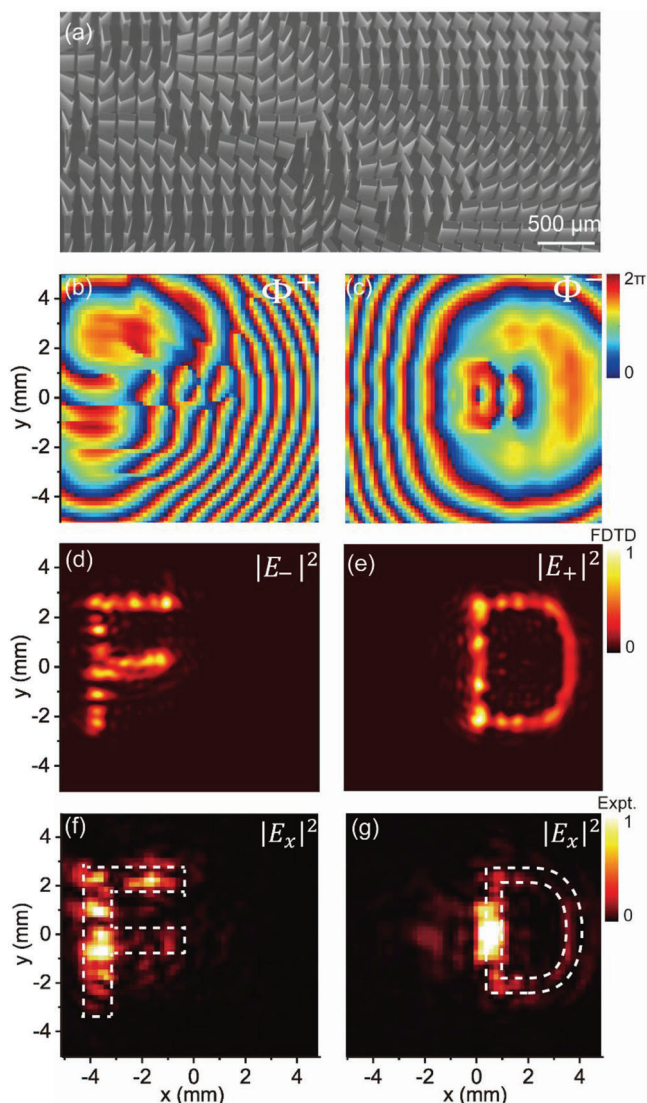 (a)
500 μm
(b) Φ⁺ (c) Φ⁻ 2π
4
2
0
-2
-4
y (mm)
0
FDTD
(d) |E₋|² (e) |E₊|² 1
4
2
0
-2
-4
y (mm)
0
Expt.
(f) |Eₓ|² (g) |Eₓ|² 1
4
2
0
-2
-4
y (mm)
0
-4 -2 0 2 4 -4 -2 0 2 4
x (mm) x (mm)